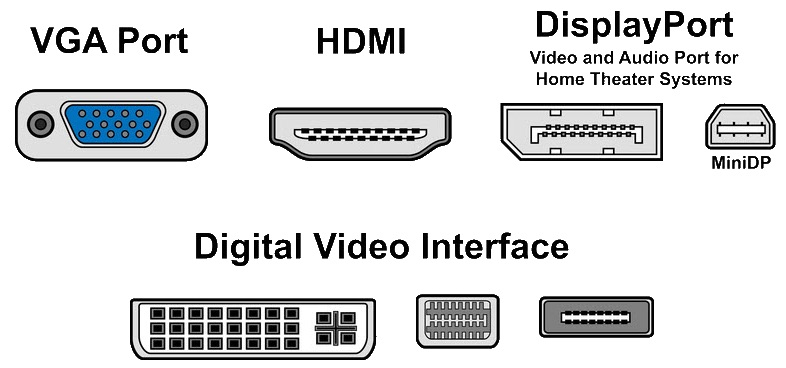 VGA Port
HDMI
DisplayPort
Video and Audio Port for
Home Theater Systems
MiniDP
Digital Video Interface